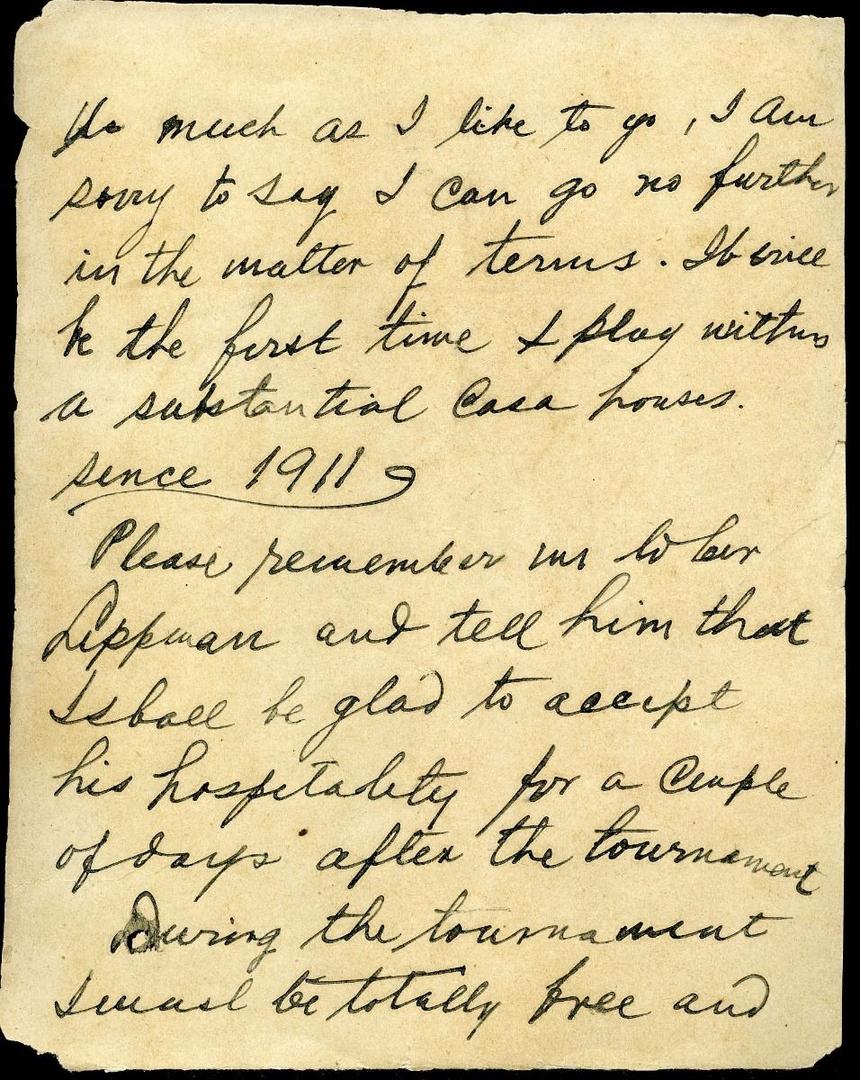 As much as I like to go, I am
sorry to say I can go no further
in the matter of terms. It will
be the first time I play within
a substantial Casa houses.
since 1911
Please remember me to
Lippman and tell him that
I shall be glad to accept
his hospitality for a Couple
of days after the tournament
During the tournament
I must be totally free and